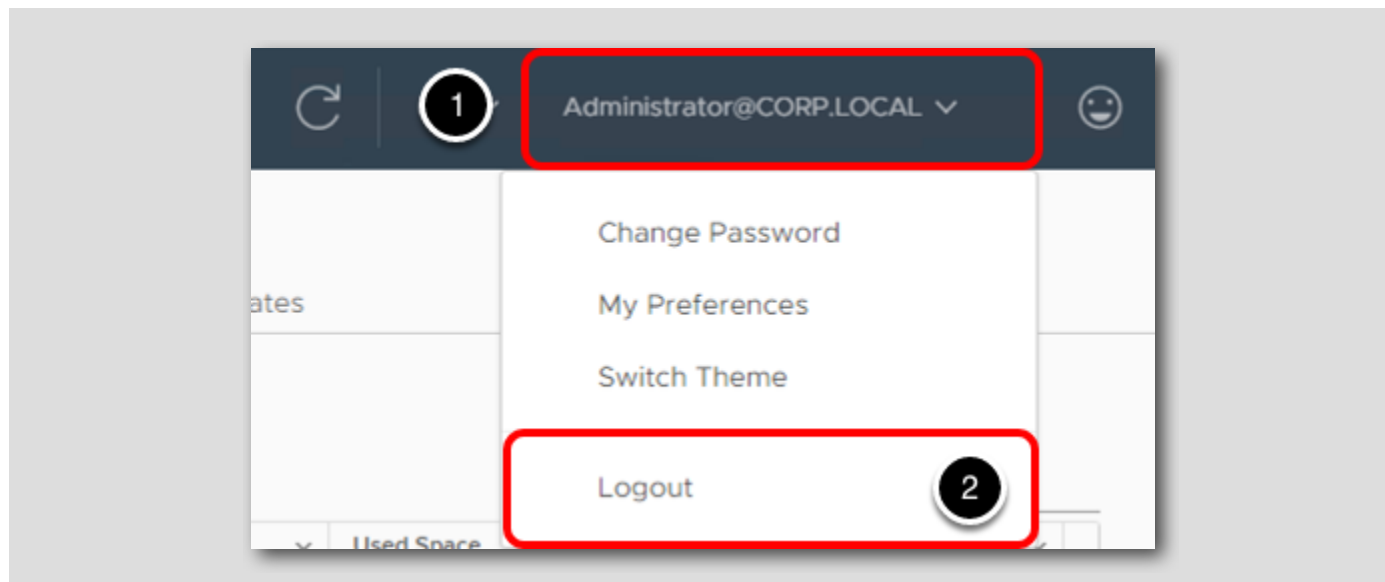 1 Administrator@CORP.LOCAL
Change Password
ates
My Preferences
Switch Theme
Logout 2
Used Space